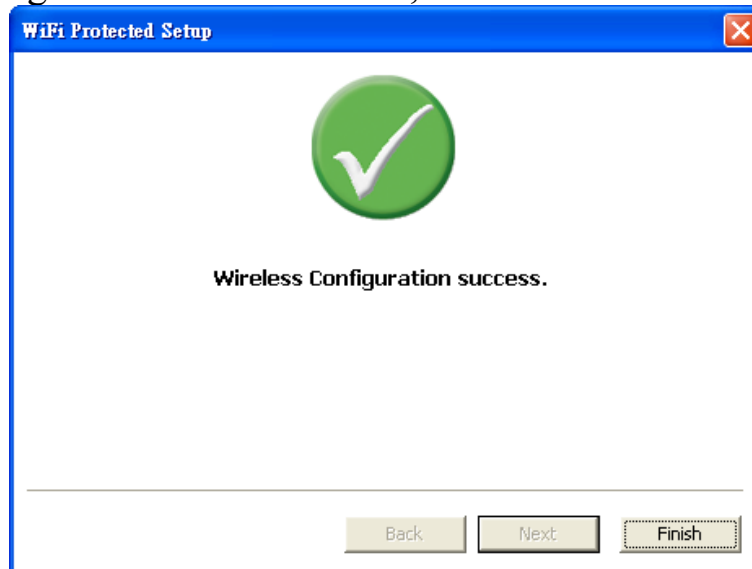 WiFi Protected Setup
Wireless Configuration success.
Back
Next
Finish